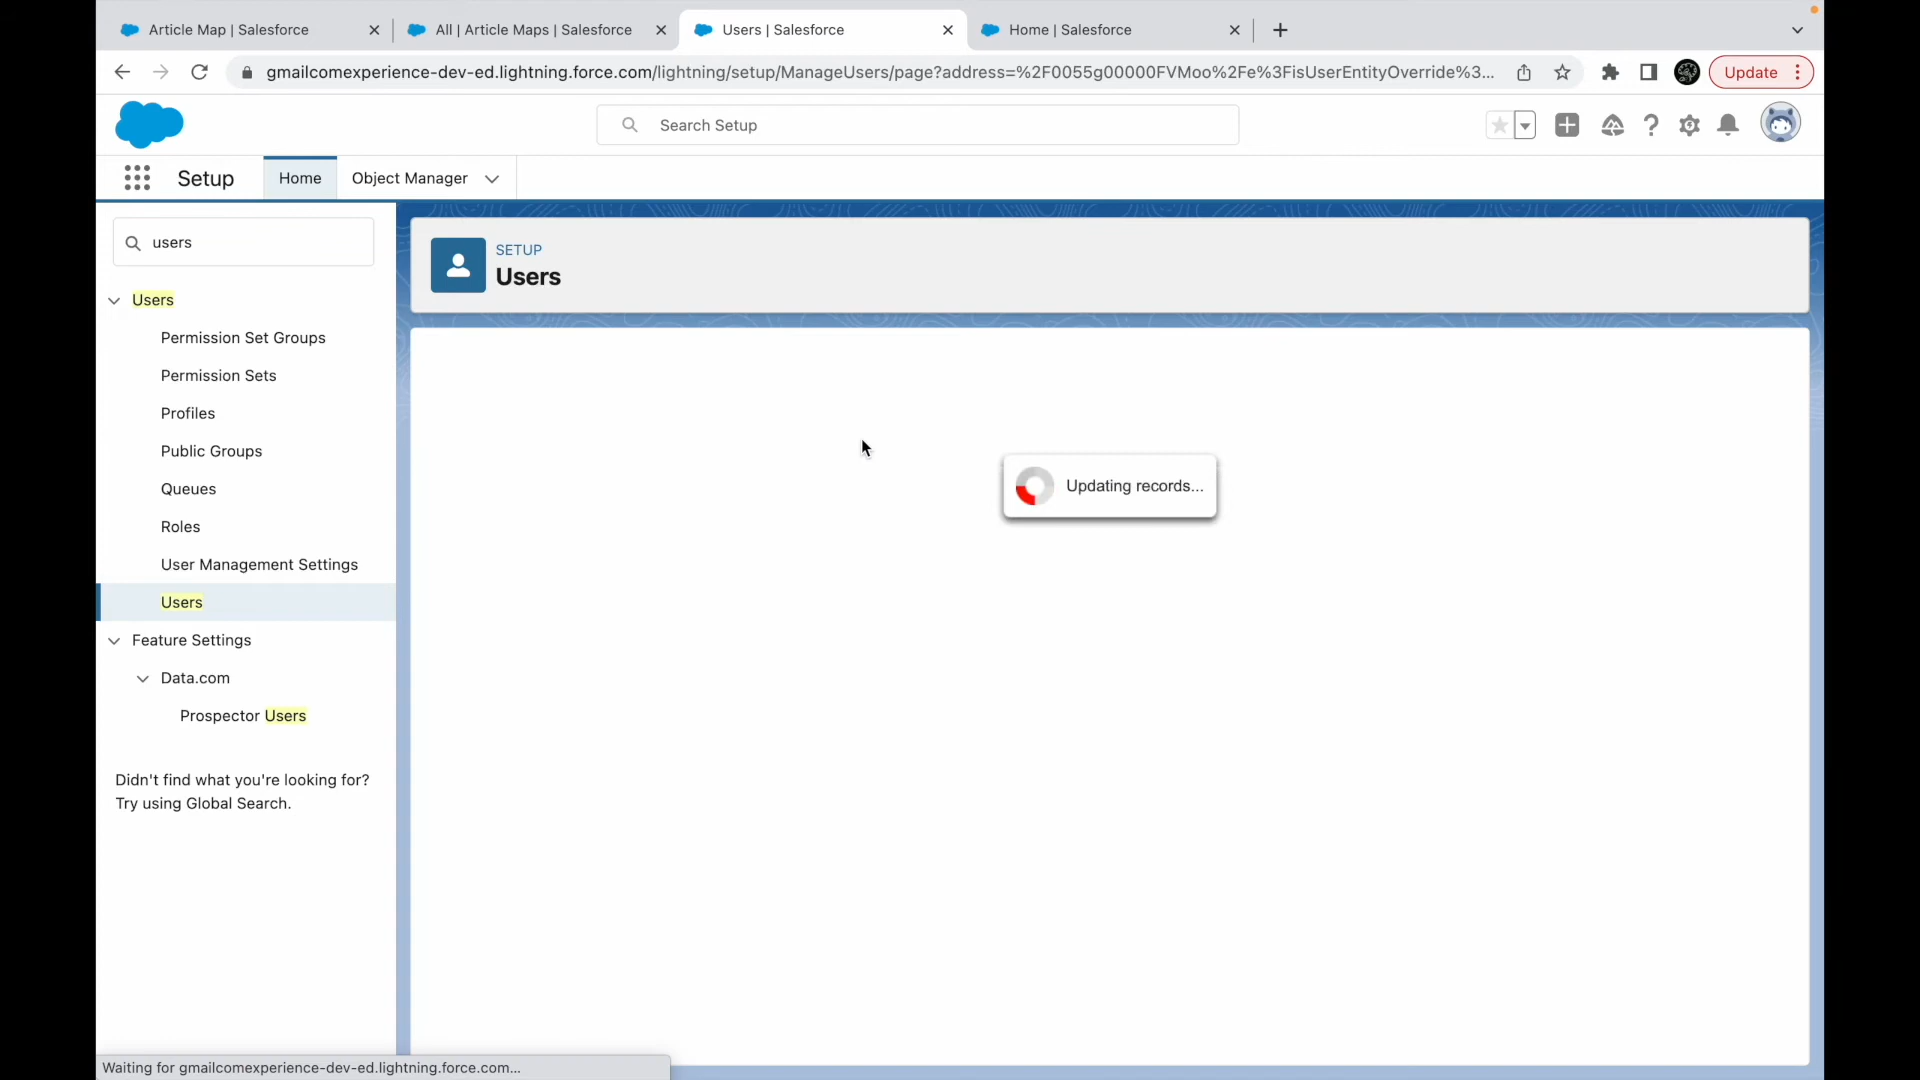 Article Map | Salesforce
All | Article Maps | Salesforce
Users | Salesforce
Home | Salesforce
gmailcomexperience-dev-ed.lightning.force.com/lightning/setup/ManageUsers/page?address=%2F0055g00000FVMoo%2Fe%3FisUserEntityOverride%3...
Update
Search Setup
Setup
Home
Object Manager
users
Users
Permission Set Groups
Permission Sets
Profiles
Public Groups
Queues
Roles
User Management Settings
Users
Feature Settings
Data.com
Prospector Users
Didn't find what you're looking for?
Try using Global Search.
SETUP
Users
Updating records...
Waiting for gmailcomexperience-dev-ed.lightning.force.com...